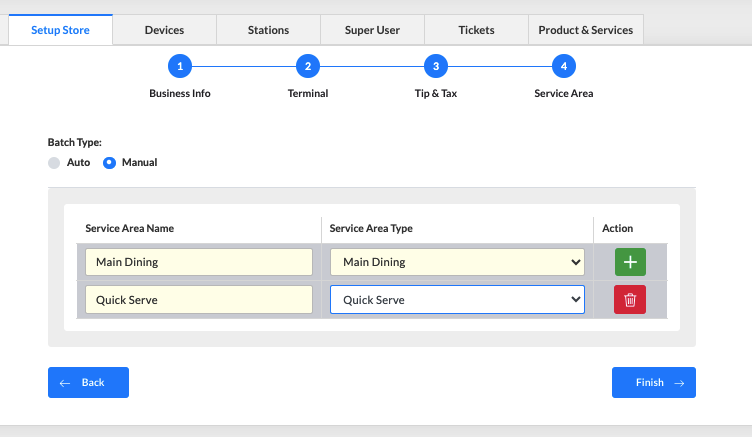 Setup Store Devices Stations Super User Tickets Product & Services
1 2 3 4
Business Info Terminal Tip & Tax Service Area
Batch Type:
Auto Manual
Service Area Name Service Area Type Action
Main Dining Main Dining
Quick Serve Quick Serve
Back Finish